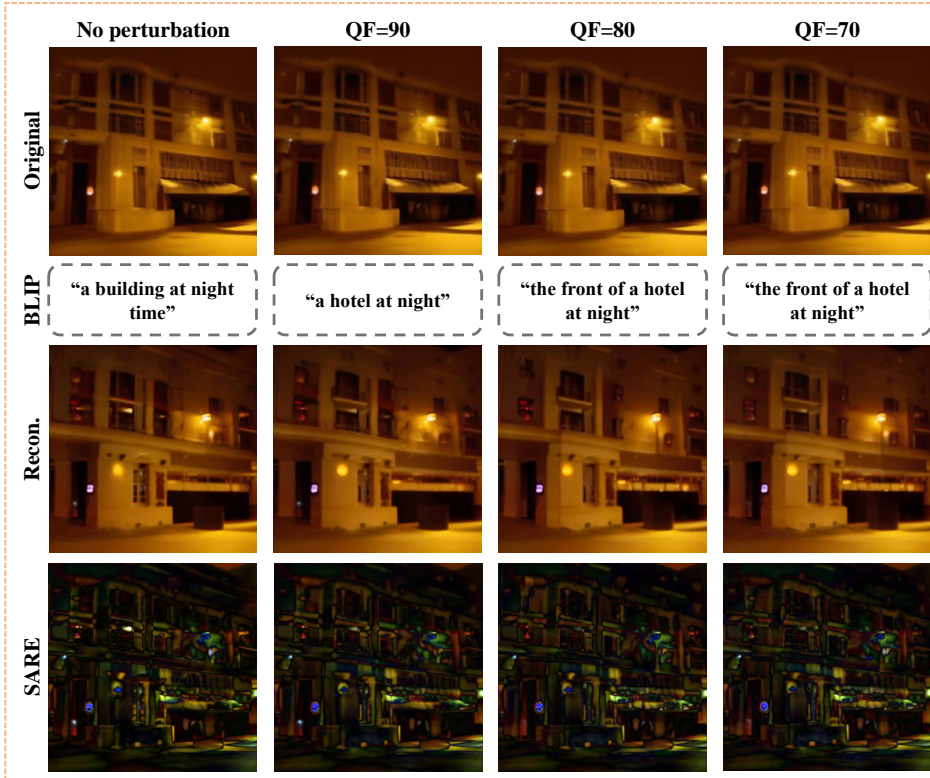 No perturbation QF=90 QF=80 QF=70
Original
BLIP
“a building at night
time”
“a hotel at night”
“the front of a hotel
at night”
“the front of a hotel
at night”
Recon.
SARE